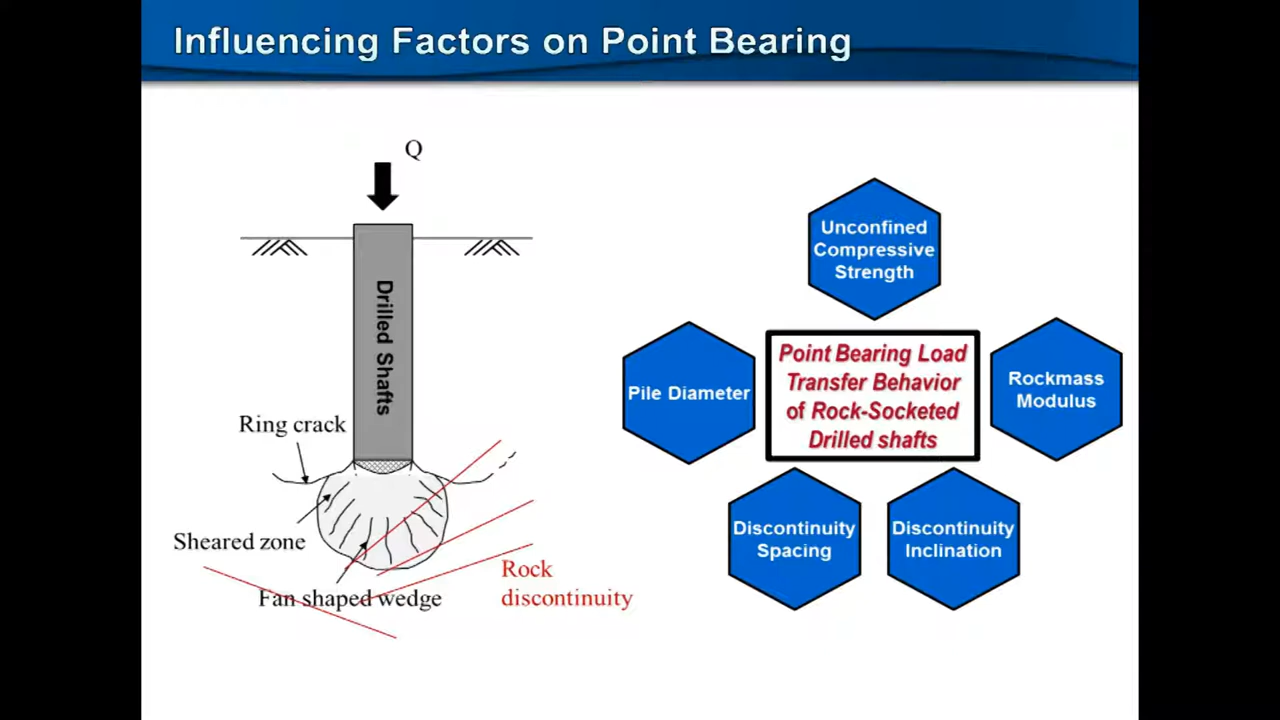 Influencing Factors on Point Bearing
Q
Drilled Shafts
Ring crack
Sheared zone
Fan shaped wedge
Rock
discontinuity
Unconfined
Compressive
Strength
Pile Diameter
Point Bearing Load
Transfer Behavior
of Rock-Socketed
Drilled shafts
Rockmass
Modulus
Discontinuity
Spacing
Discontinuity
Inclination